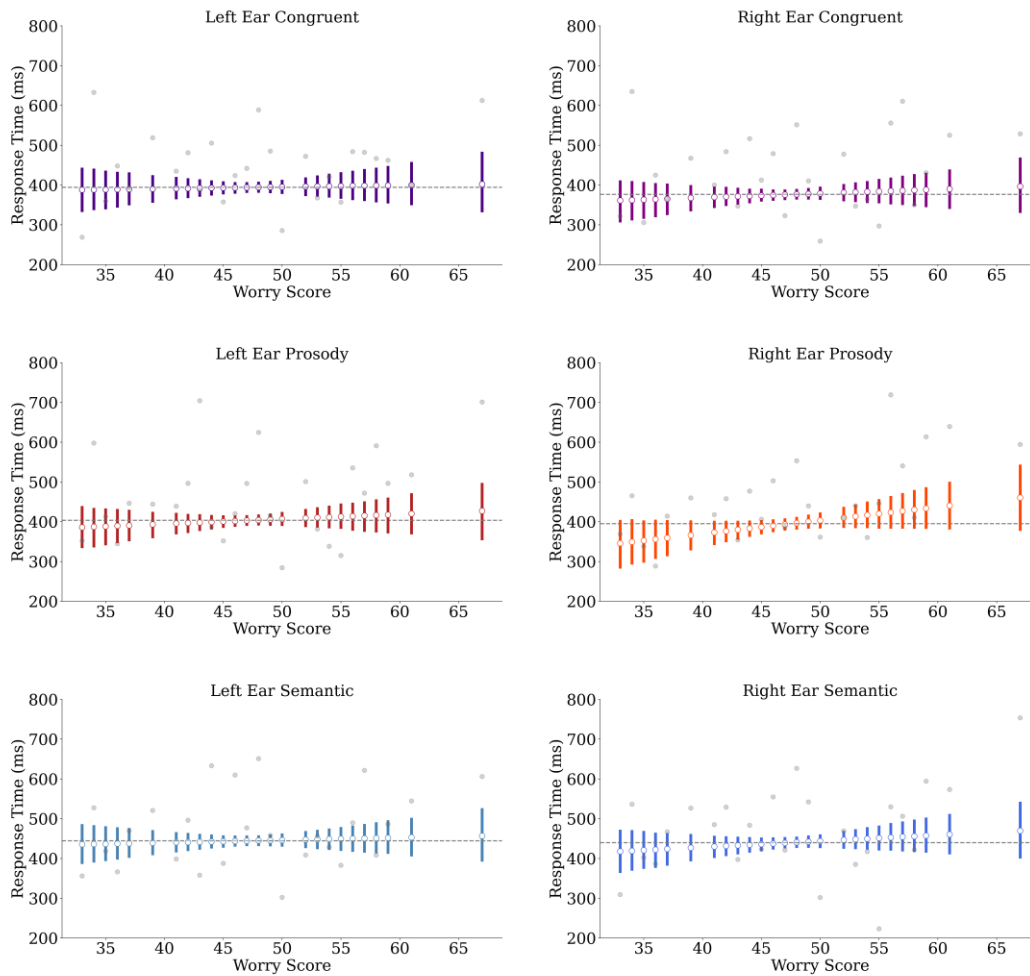 Left Ear Congruent
800
700
600
500
400
300
200
Response Time (ms)
35 40 45 50 55 60 65
Worry Score
Right Ear Congruent
800
700
600
500
400
300
200
Response Time (ms)
35 40 45 50 55 60 65
Worry Score
Left Ear Prosody
800
700
600
500
400
300
200
Response Time (ms)
35 40 45 50 55 60 65
Worry Score
Right Ear Prosody
800
700
600
500
400
300
200
Response Time (ms)
35 40 45 50 55 60 65
Worry Score
Left Ear Semantic
800
700
600
500
400
300
200
Response Time (ms)
35 40 45 50 55 60 65
Worry Score
Right Ear Semantic
800
700
600
500
400
300
200
Response Time (ms)
35 40 45 50 55 60 65
Worry Score